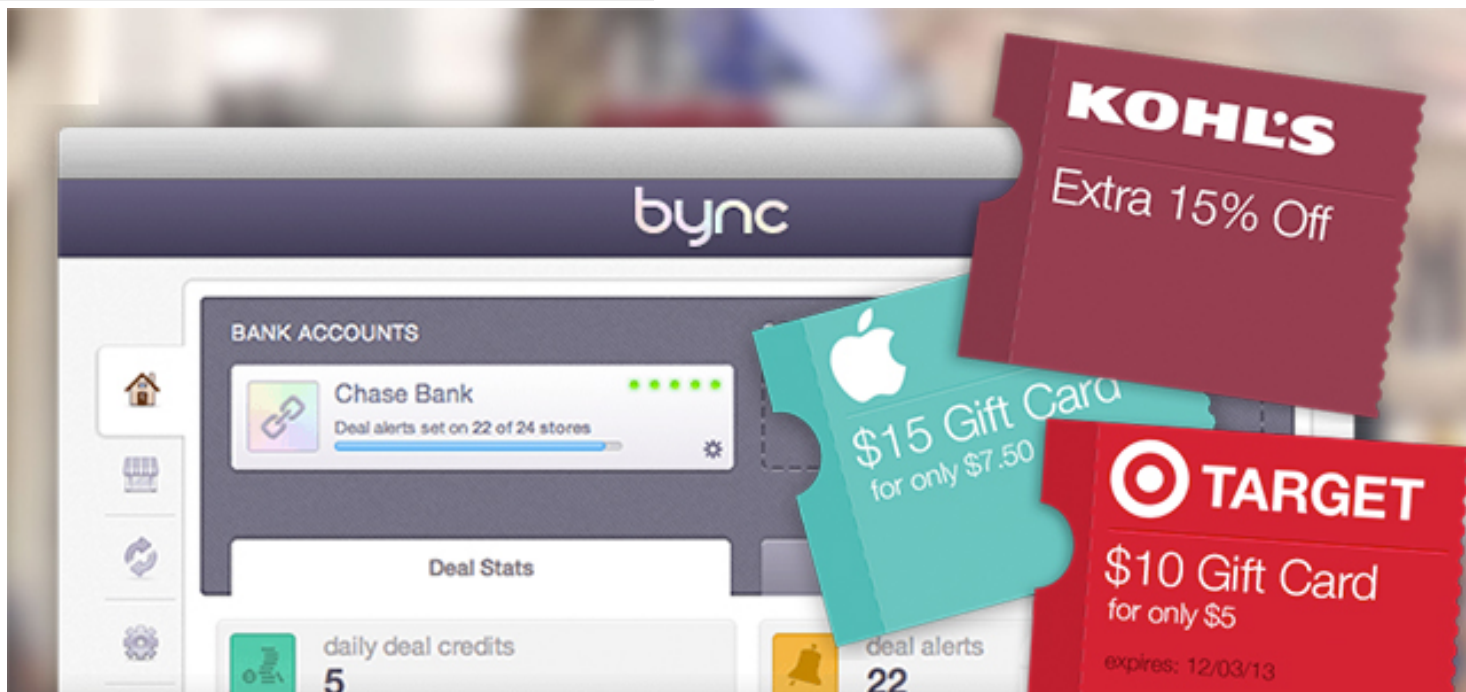 bync
BANK ACCOUNTS
Chase Bank
Deal alerts set on 22 of 24 stores
Deal Stats
daily deal credits
5
deal alerts
22
KOHL'S
Extra 15% Off
$15 Gift Card
for only $7.50
TARGET
$10 Gift Card
for only $5
expires: 12/03/13